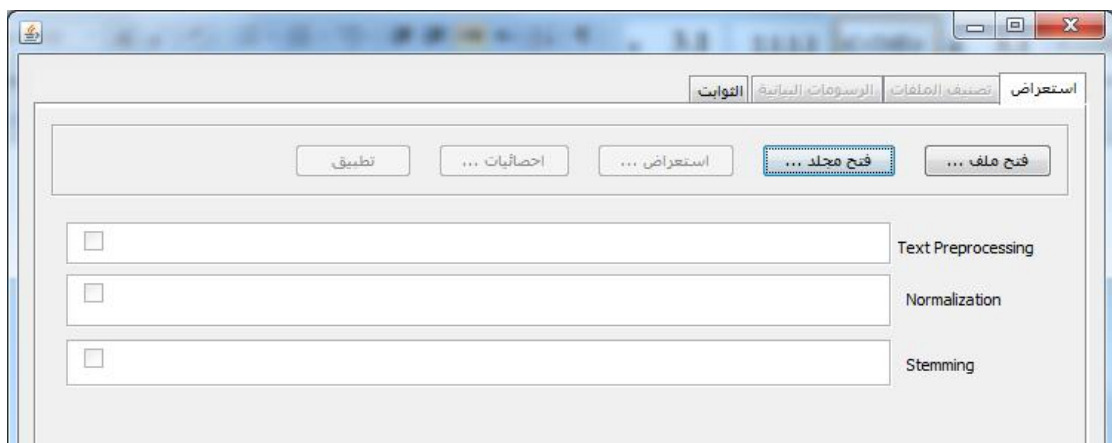 استعراض تصنيف الملفات الرسومات البيانية الثوابت
فتح ملف ... فتح مجلد ... استعراض ... احصائيات ... تطبيق
Text Preprocessing
Normalization
Stemming